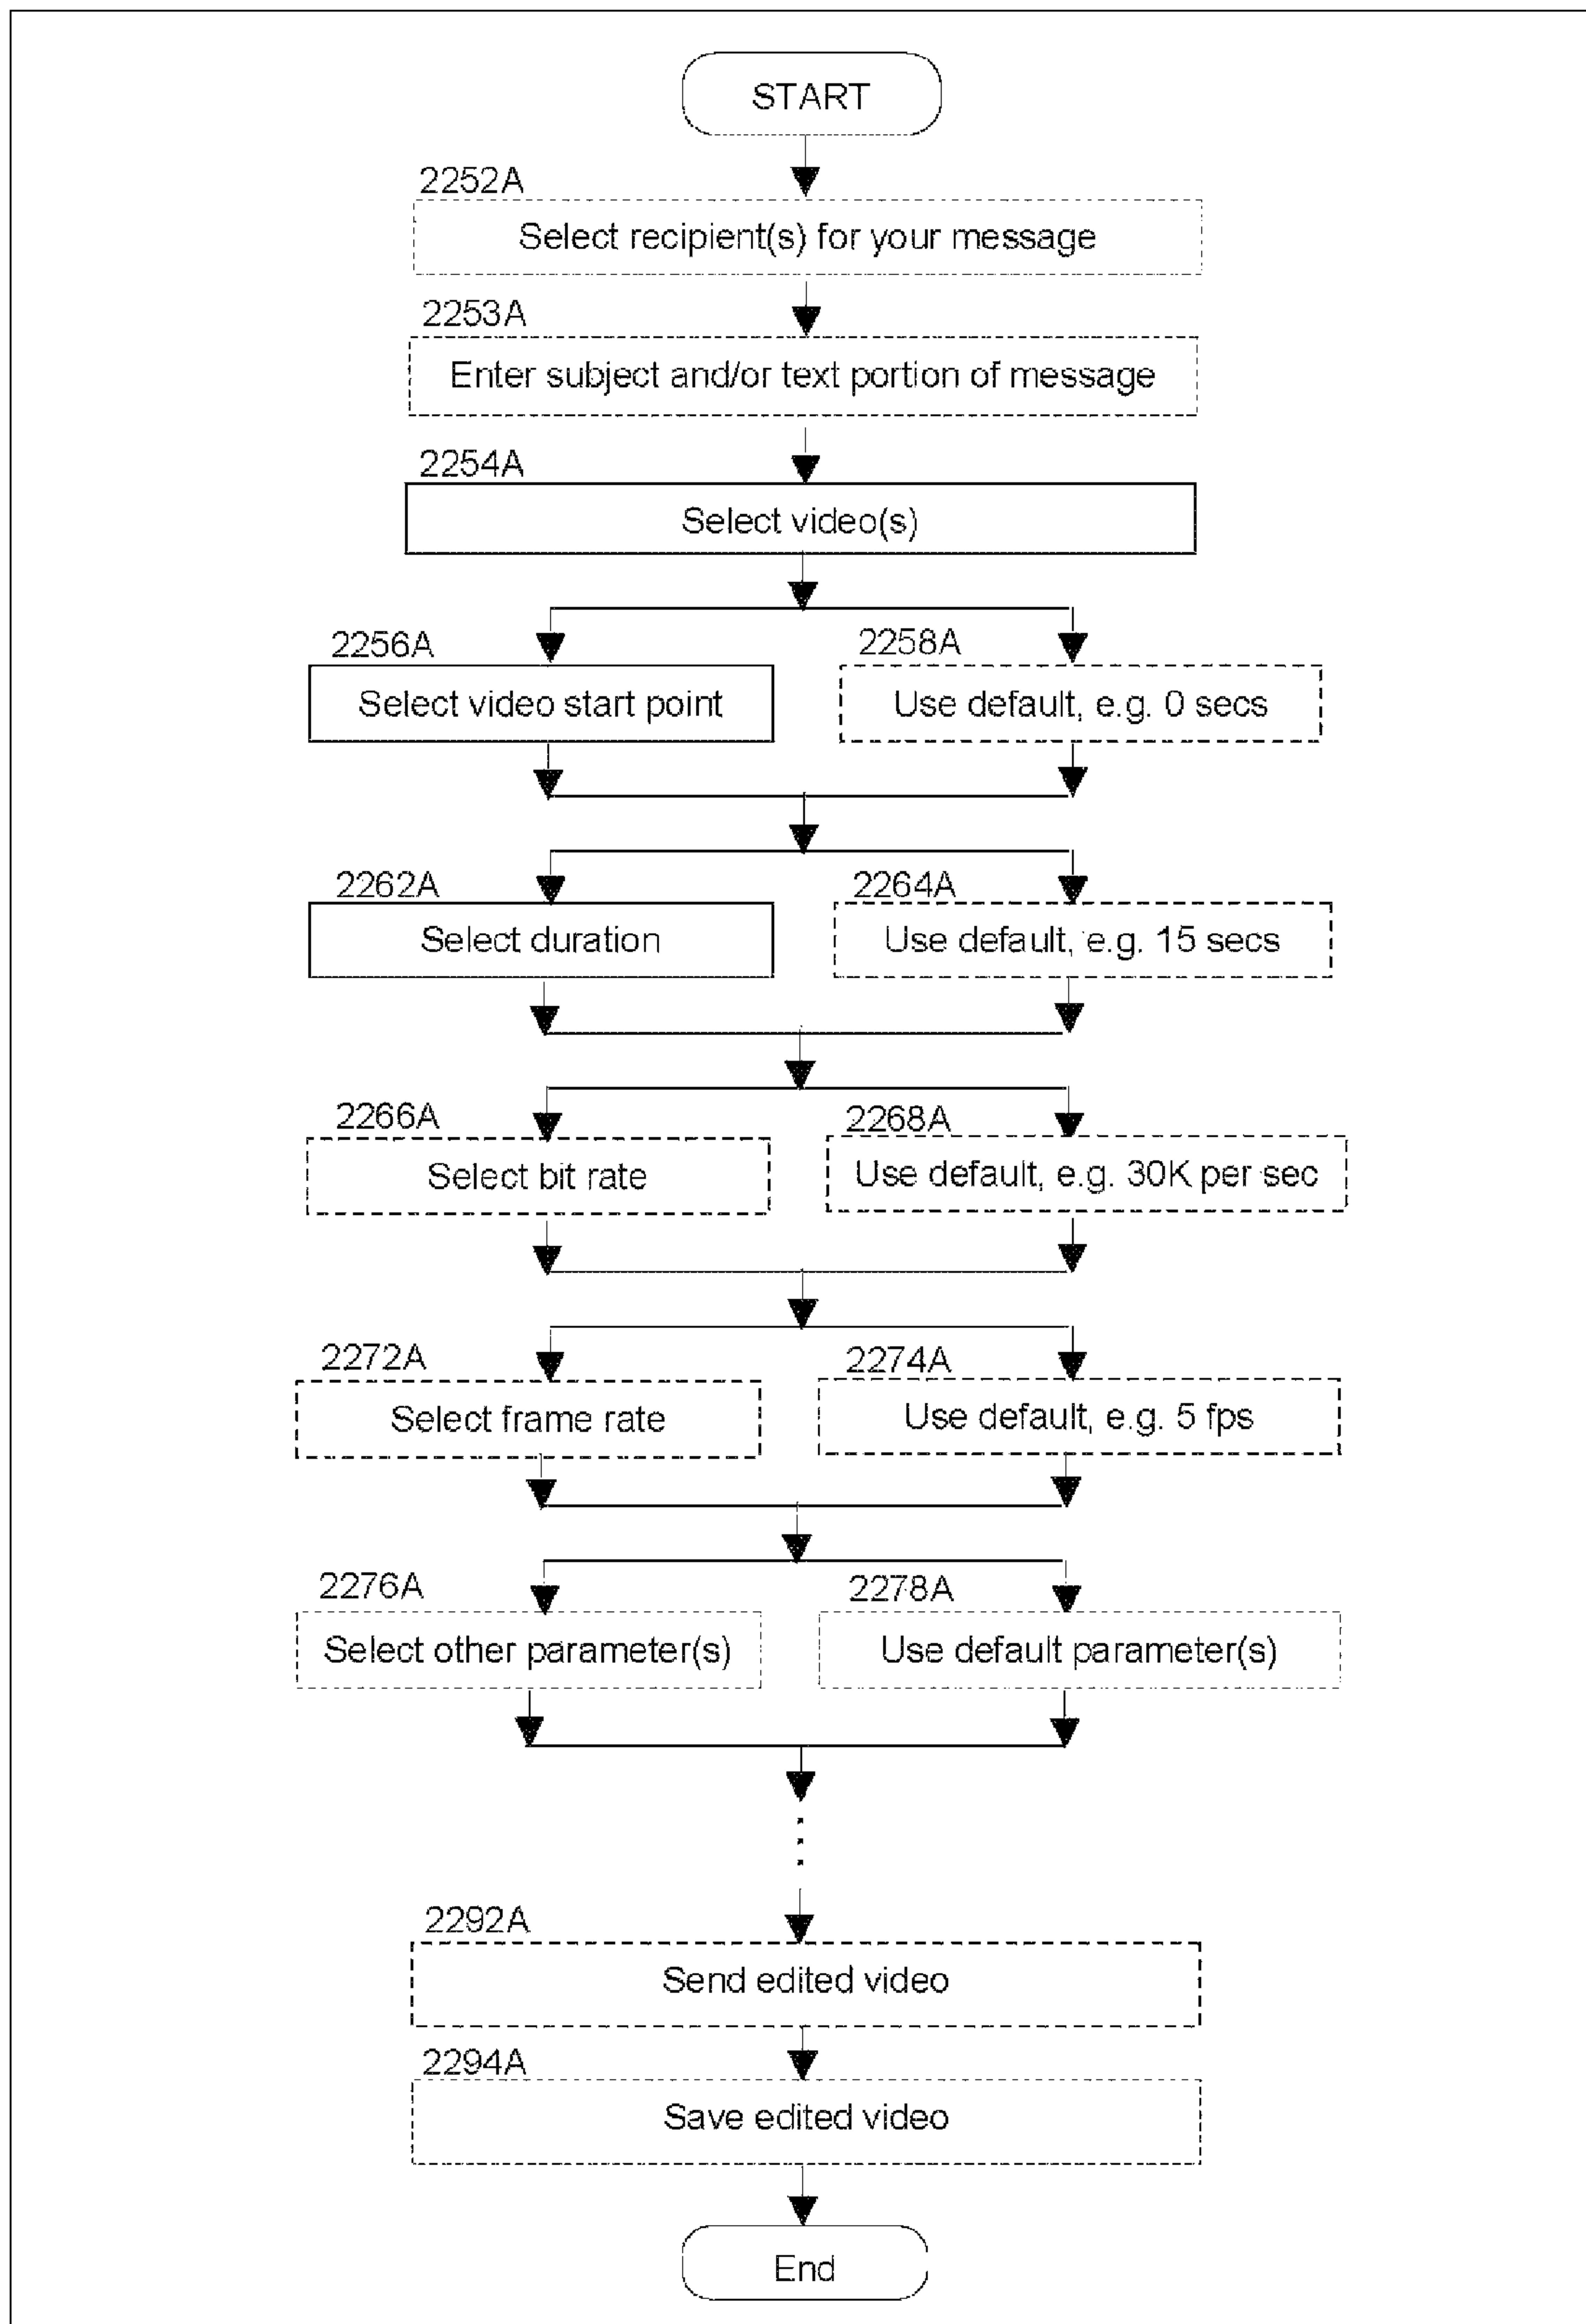 START
2252A
Select recipient(s) for your message
2253A
Enter subject and/or text portion of message
2254A
Select video(s)
2256A
Select video start point
2258A
Use default, e.g. 0 secs
2262A
Select duration
2264A
Use default, e.g. 15 secs
2266A
Select bit rate
2268A
Use default, e.g. 30K per sec
2272A
Select frame rate
2274A
Use default, e.g. 5 fps
2276A
Select other parameter(s)
2278A
Use default parameter(s)
2292A
Send edited video
2294A
Save edited video
End